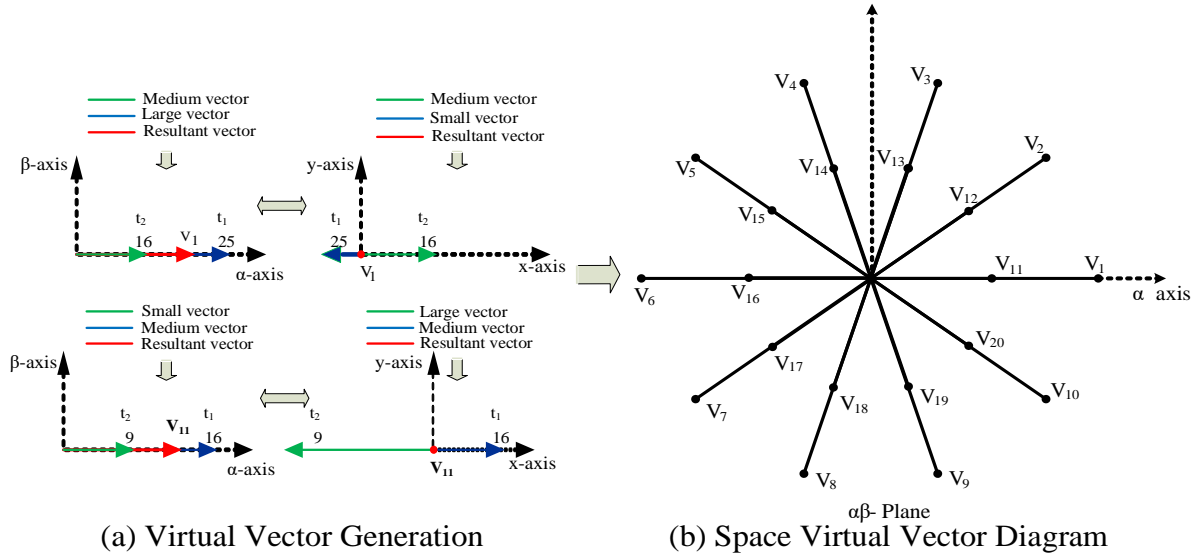 Medium vector
Large vector
Resultant vector
β-axis
t₂
16
V₁
t₁
25
α-axis
Medium vector
Small vector
Resultant vector
y-axis
t₁
25
t₂
16
V₁
x-axis
Small vector
Medium vector
Resultant vector
β-axis
t₂
9
V₁₁
t₁
16
α-axis
Large vector
Medium vector
Resultant vector
y-axis
t₂
9
t₁
16
V₁₁
x-axis
(a) Virtual Vector Generation
V₄
V₃
V₅
V₁₄
V₁₃
V₂
V₁₅
V₁₂
V₆
V₁₆
V₁₁
V₁
α axis
V₁₇
V₂₀
V₇
V₁₈
V₁₉
V₁₀
V₈
V₉
αβ- Plane
(b) Space Virtual Vector Diagram